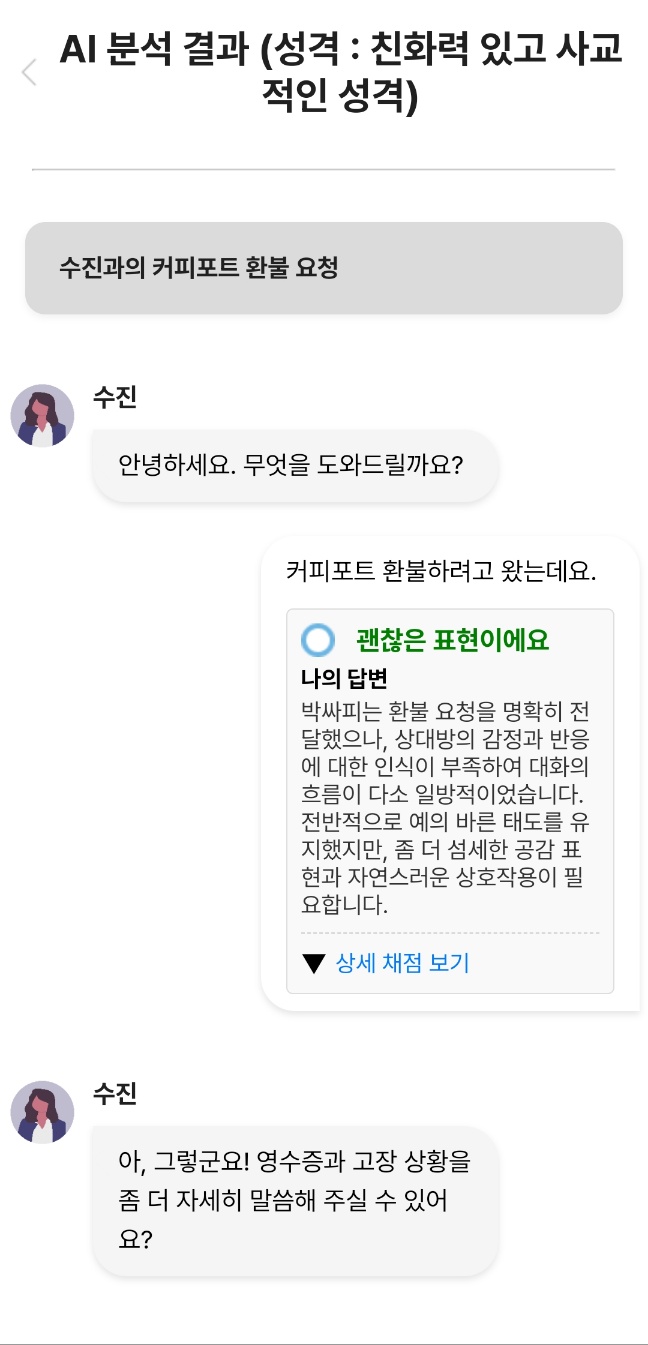 AI 분석 결과 (성격 : 친화력 있고 사교
적인 성격)
수진과의 커피포트 환불 요청
수진
안녕하세요. 무엇을 도와드릴까요?
커피포트 환불하려고 왔는데요.
괜찮은 표현이에요
나의 답변
박싸피는 환불 요청을 명확히 전
달했으나, 상대방의 감정과 반응
에 대한 인식이 부족하여 대화의
흐름이 다소 일방적이었습니다.
전반적으로 예의 바른 태도를 유
지했지만, 좀 더 섬세한 공감 표
현과 자연스러운 상호작용이 필
요합니다.
▼ 상세 채점 보기
수진
아, 그렇군요! 영수증과 고장 상황을
좀 더 자세히 말씀해 주실 수 있어
요?